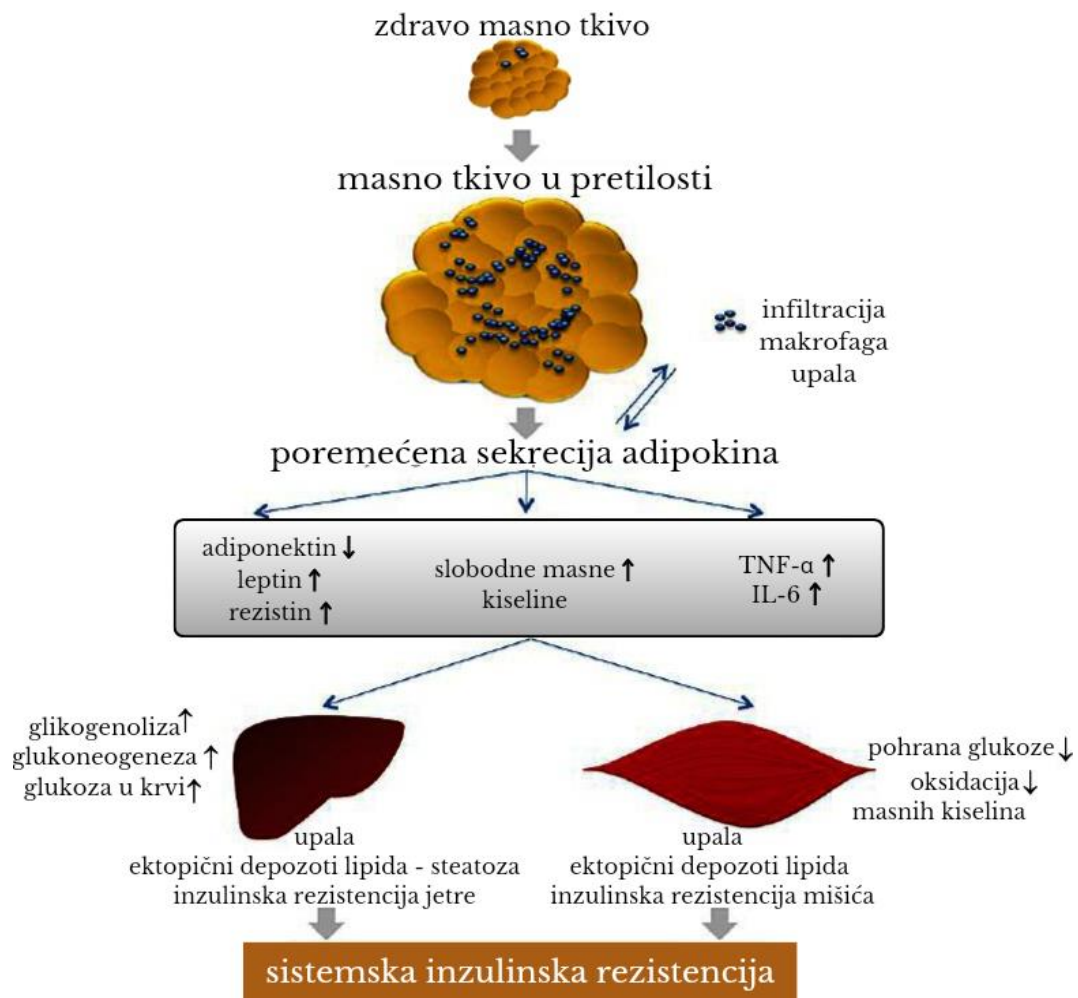 zdravo masno tkivo
masno tkivo u pretilosti
infiltracija
makrofaga
upala
poremećena sekrecija adipokina
adiponektin ↓
leptin ↑
rezistin ↑
slobodne masne ↑
kiseline
TNF-α ↑
IL-6 ↑
glikogenoliza ↑
glukoneogeneza ↑
glukoza u krvi ↑
upala
ektopični depozoti lipida - steatoza
inzulinska rezistencija jetre
pohrana glukoze ↓
oksidacija ↓
masnih kiselina
upala
ektopični depozoti lipida
inzulinska rezistencija mišića
sistemska inzulinska rezistencija